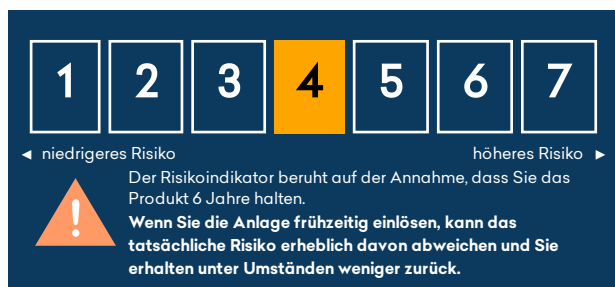 1 2 3 4 5 6 7
◄ niedrigeres Risiko höheres Risiko ►
Der Risikoindikator beruht auf der Annahme, dass Sie das
Produkt 6 Jahre halten.
Wenn Sie die Anlage frühzeitig einlösen, kann das
tatsächliche Risiko erheblich davon abweichen und Sie
erhalten unter Umständen weniger zurück.